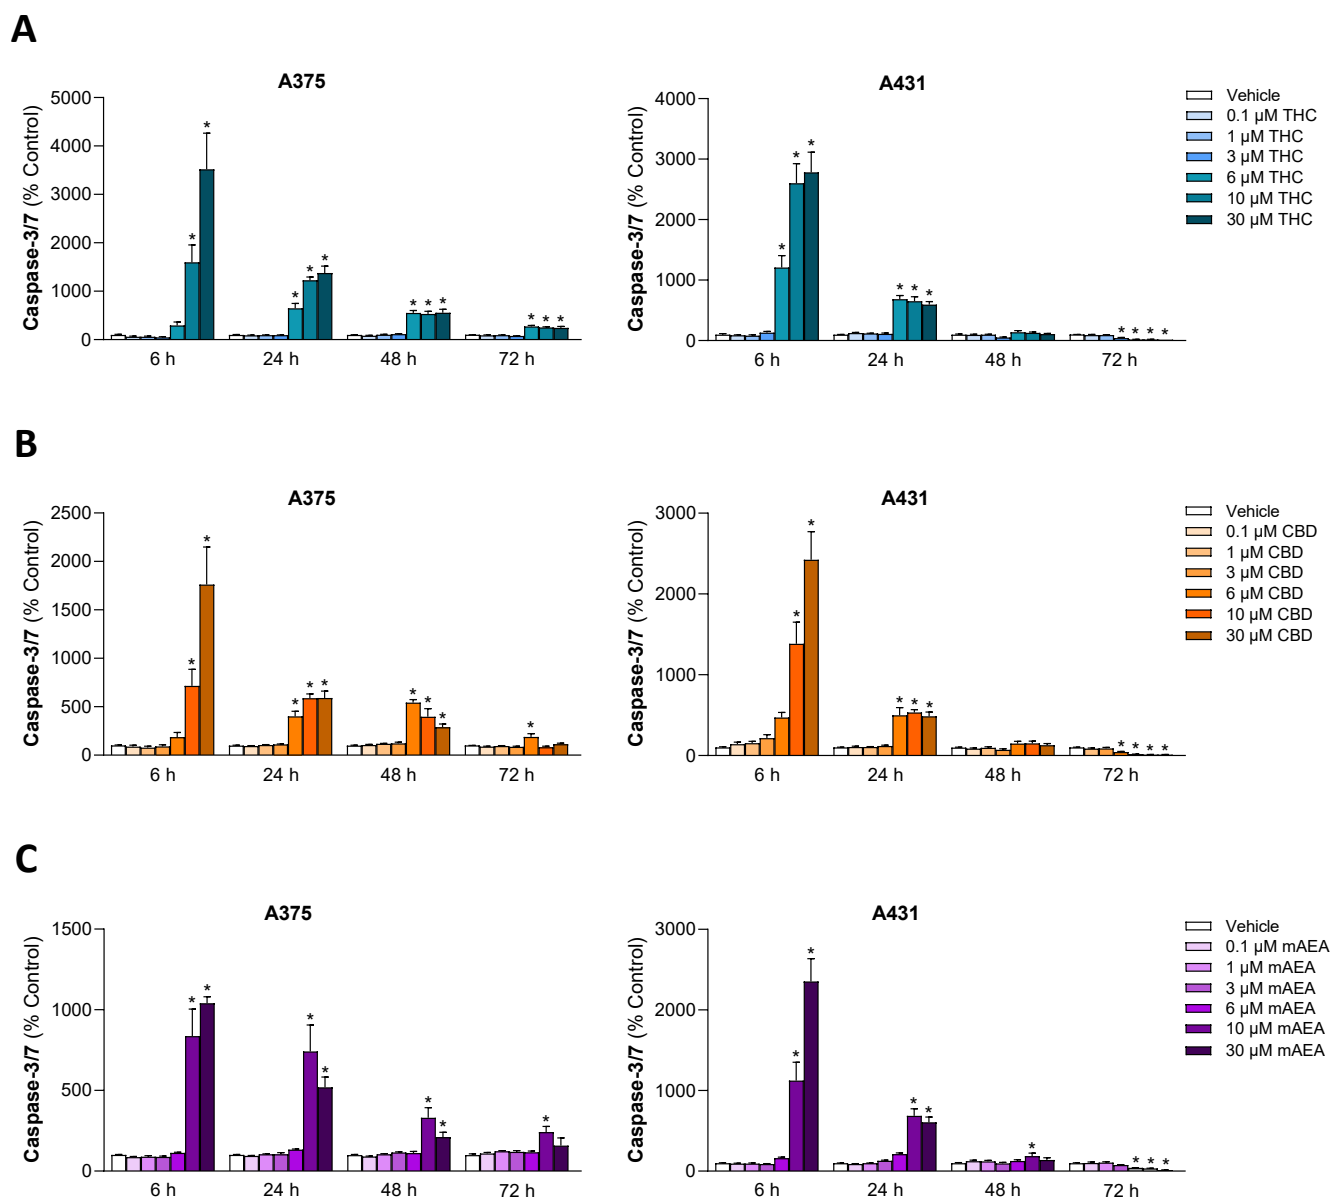 A
A375
Caspase-3/7 (% Control)
5000
4000
3000
2000
1000
0
* * * * * * * * * * *
6 h 24 h 48 h 72 h
A431
Caspase-3/7 (% Control)
4000
3000
2000
1000
0
* * * * * * * * * *
6 h 24 h 48 h 72 h
Vehicle
0.1 µM THC
1 µM THC
3 µM THC
6 µM THC
10 µM THC
30 µM THC
B
A375
Caspase-3/7 (% Control)
2500
2000
1500
1000
500
0
* * * * * * * * *
6 h 24 h 48 h 72 h
A431
Caspase-3/7 (% Control)
3000
2000
1000
0
* * * * * * * * *
6 h 24 h 48 h 72 h
Vehicle
0.1 µM CBD
1 µM CBD
3 µM CBD
6 µM CBD
10 µM CBD
30 µM CBD
C
A375
Caspase-3/7 (% Control)
1500
1000
500
0
* * * * * * *
6 h 24 h 48 h 72 h
A431
Caspase-3/7 (% Control)
3000
2000
1000
0
* * * * * * * *
6 h 24 h 48 h 72 h
Vehicle
0.1 µM mAEA
1 µM mAEA
3 µM mAEA
6 µM mAEA
10 µM mAEA
30 µM mAEA